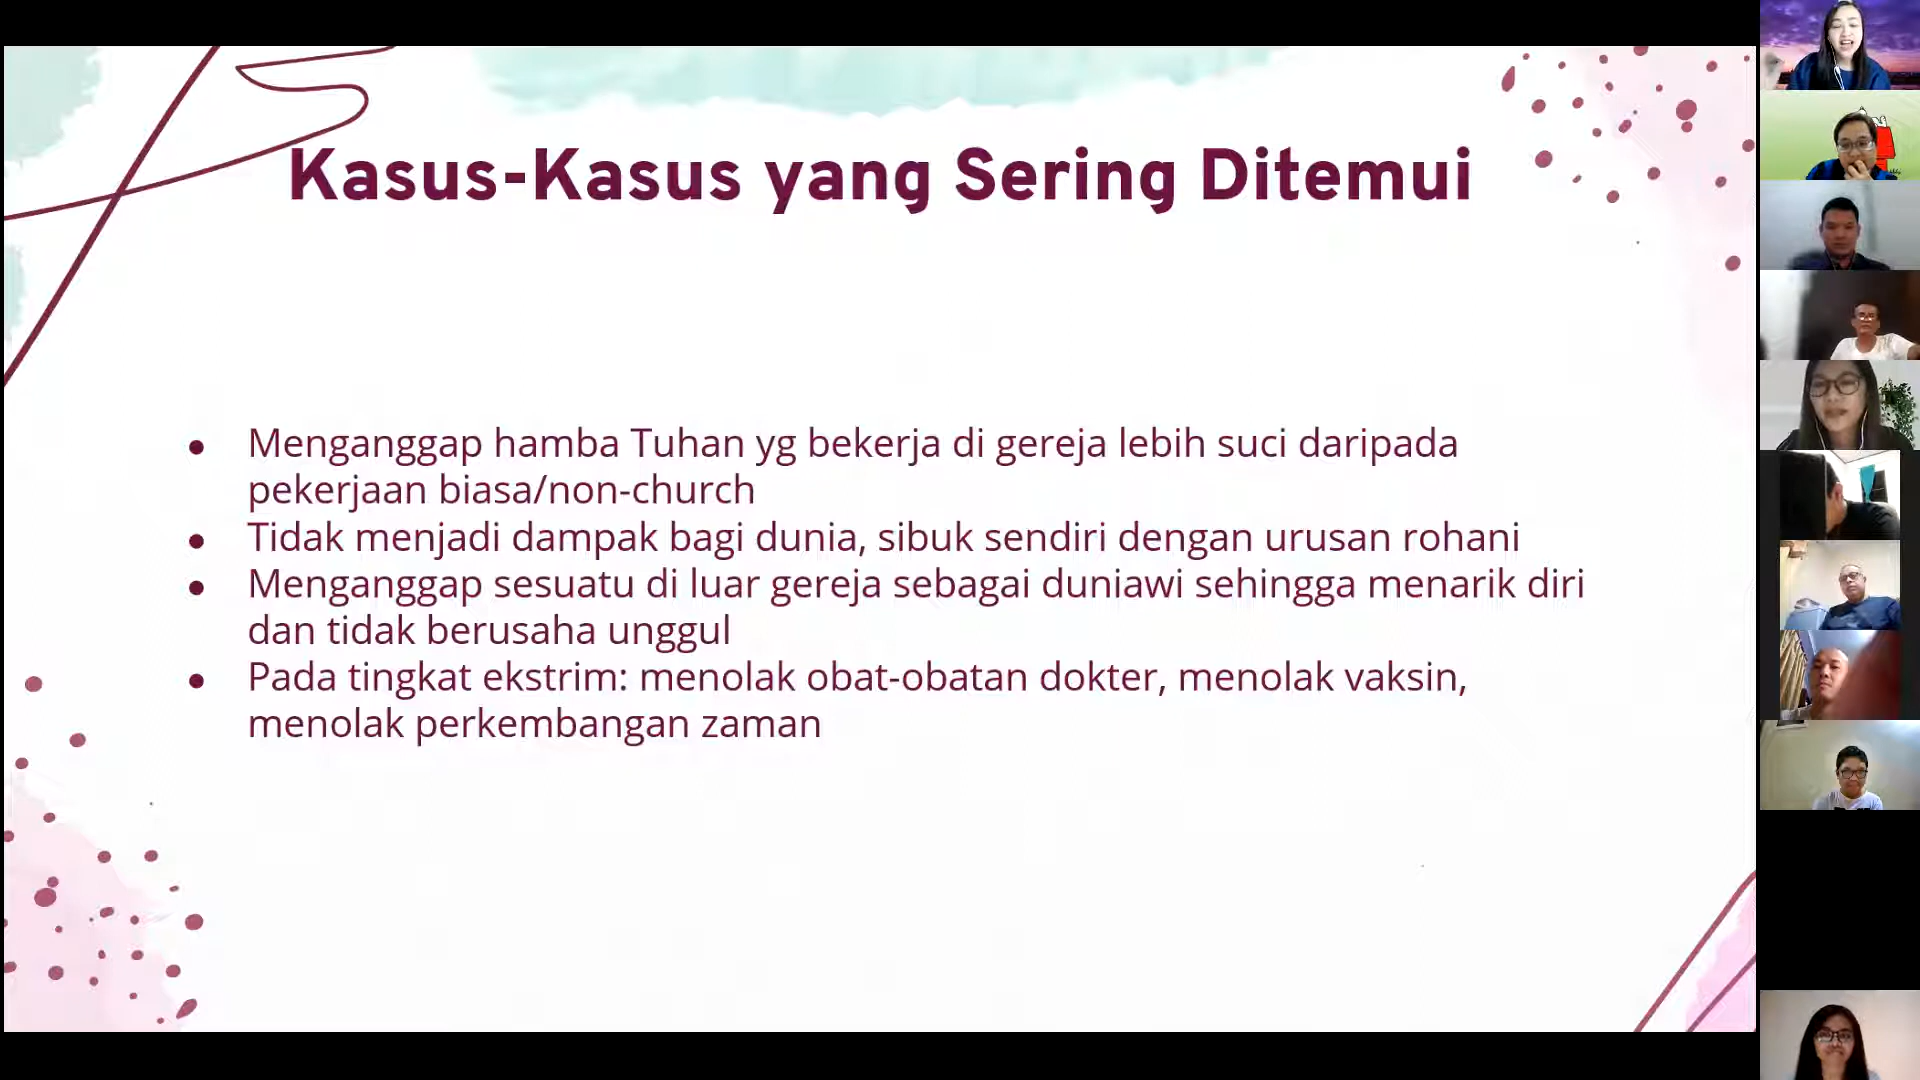 Kasus-Kasus yang Sering Ditemui
Menganggap hamba Tuhan yg bekerja di gereja lebih suci daripada
pekerjaan biasa/non-church
Tidak menjadi dampak bagi dunia, sibuk sendiri dengan urusan rohani
Menganggap sesuatu di luar gereja sebagai duniawi sehingga menarik diri
dan tidak berusaha unggul
Pada tingkat ekstrim: menolak obat-obatan dokter, menolak vaksin,
menolak perkembangan zaman